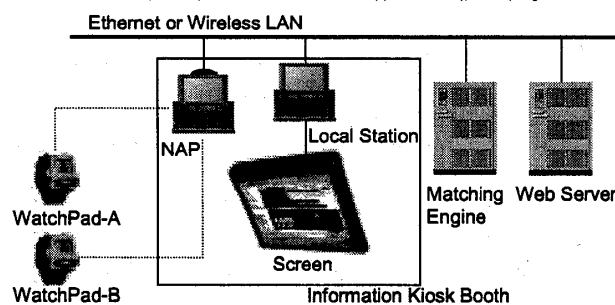 Ethernet or Wireless LAN
NAP
Local Station
WatchPad-A
Matching Engine
Web Server
Screen
WatchPad-B
Information Kiosk Booth